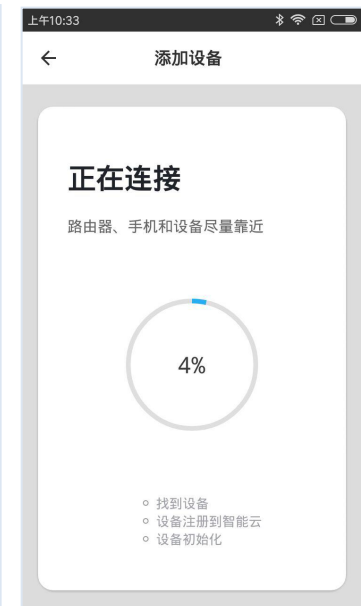 上午10:33
添加设备
正在连接
路由器、手机和设备尽量靠近
4%
找到设备
设备注册到智能云
设备初始化